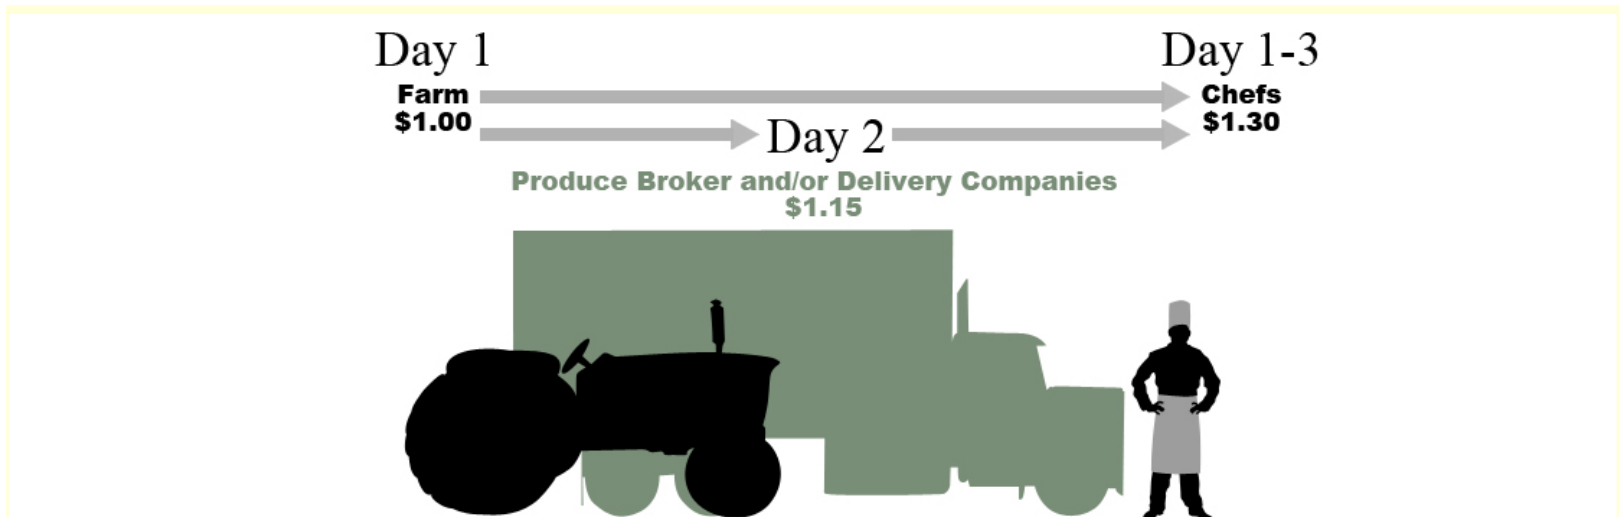 Day 1
Farm
$1.00
Day 1-3
Chefs
$1.30
Day 2
Produce Broker and/or Delivery Companies
$1.15